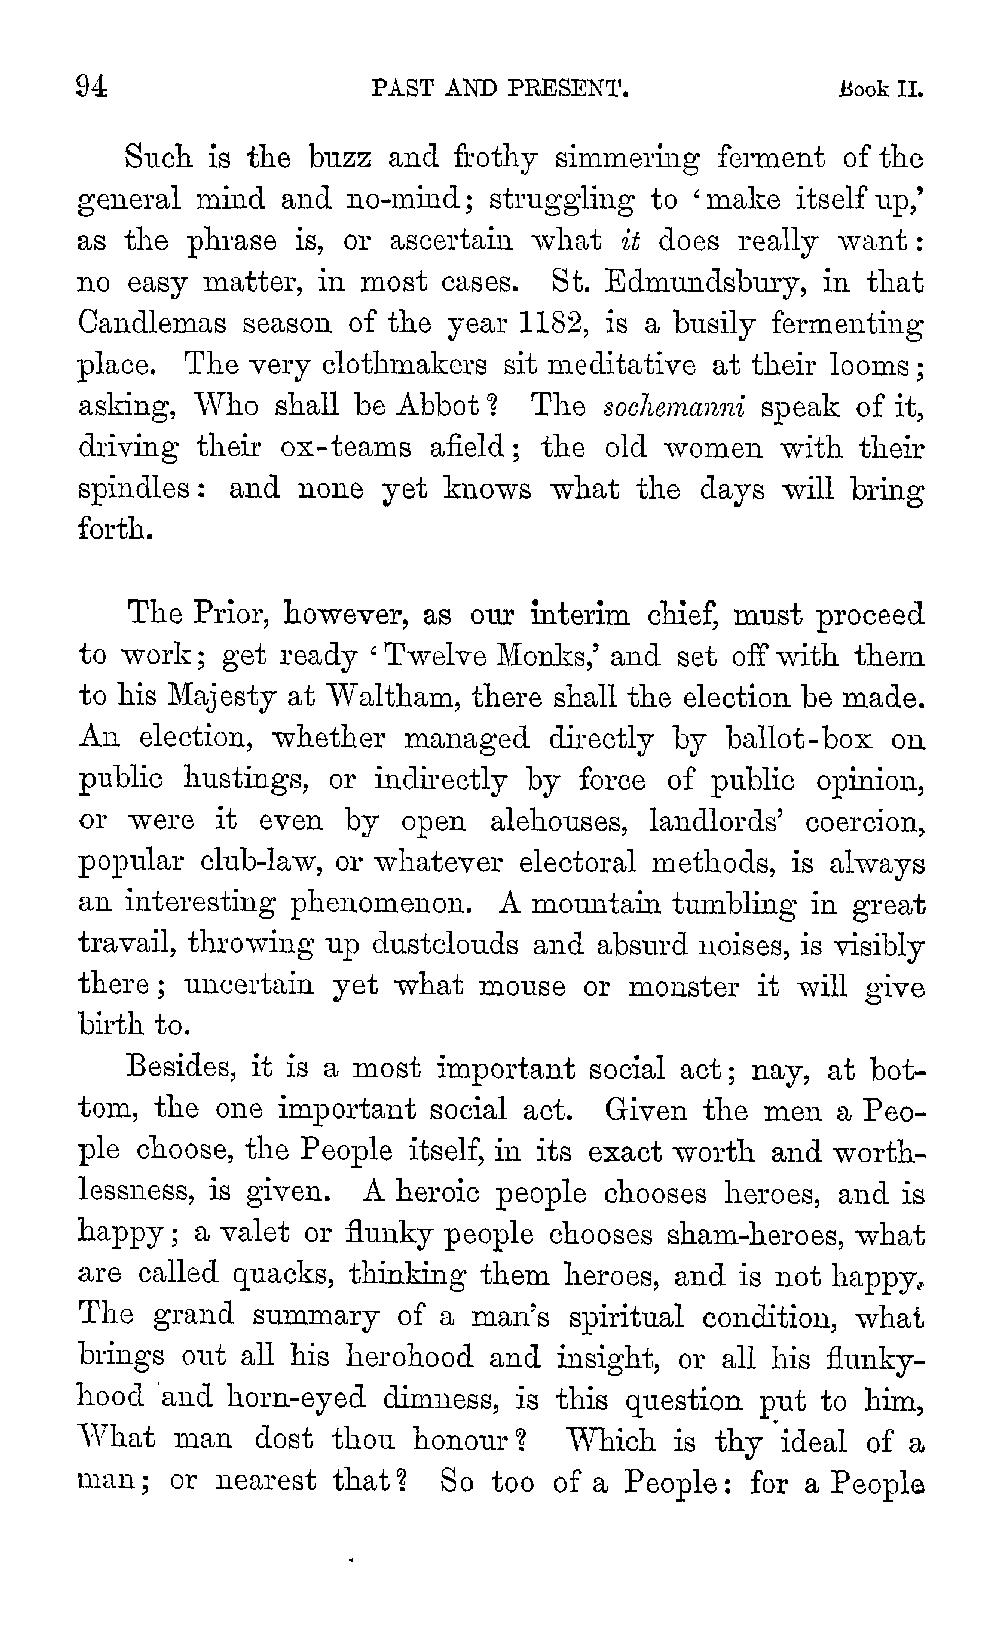 94 PAST AND PRESENT. Book II.
Such is the buzz and frothy simmering ferment of the
general mind and no-mind; struggling to ‘make itself up,’
as the phrase is, or ascertain what it does really want:
no easy matter, in most cases. St. Edmundsbury, in that
Candlemas season of the year 1182, is a busily fermenting
place. The very clothmakers sit meditative at their looms;
asking, Who shall be Abbot? The sochemanni speak of it,
driving their ox-teams afield; the old women with their
spindles: and none yet knows what the days will bring
forth.
The Prior, however, as our interim chief, must proceed
to work; get ready ‘Twelve Monks,’ and set off with them
to his Majesty at Waltham, there shall the election be made.
An election, whether managed directly by ballot-box on
public hustings, or indirectly by force of public opinion,
or were it even by open alehouses, landlords’ coercion,
popular club-law, or whatever electoral methods, is always
an interesting phenomenon. A mountain tumbling in great
travail, throwing up dustclouds and absurd noises, is visibly
there; uncertain yet what mouse or monster it will give
birth to.
Besides, it is a most important social act; nay, at bot-
tom, the one important social act. Given the men a Peo-
ple choose, the People itself, in its exact worth and worth-
lessness, is given. A heroic people chooses heroes, and is
happy; a valet or flunky people chooses sham-heroes, what
are called quacks, thinking them heroes, and is not happy.
The grand summary of a man’s spiritual condition, what
brings out all his herohood and insight, or all his flunky-
hood and horn-eyed dimness, is this question put to him,
What man dost thou honour? Which is thy ideal of a
man; or nearest that? So too of a People: for a People